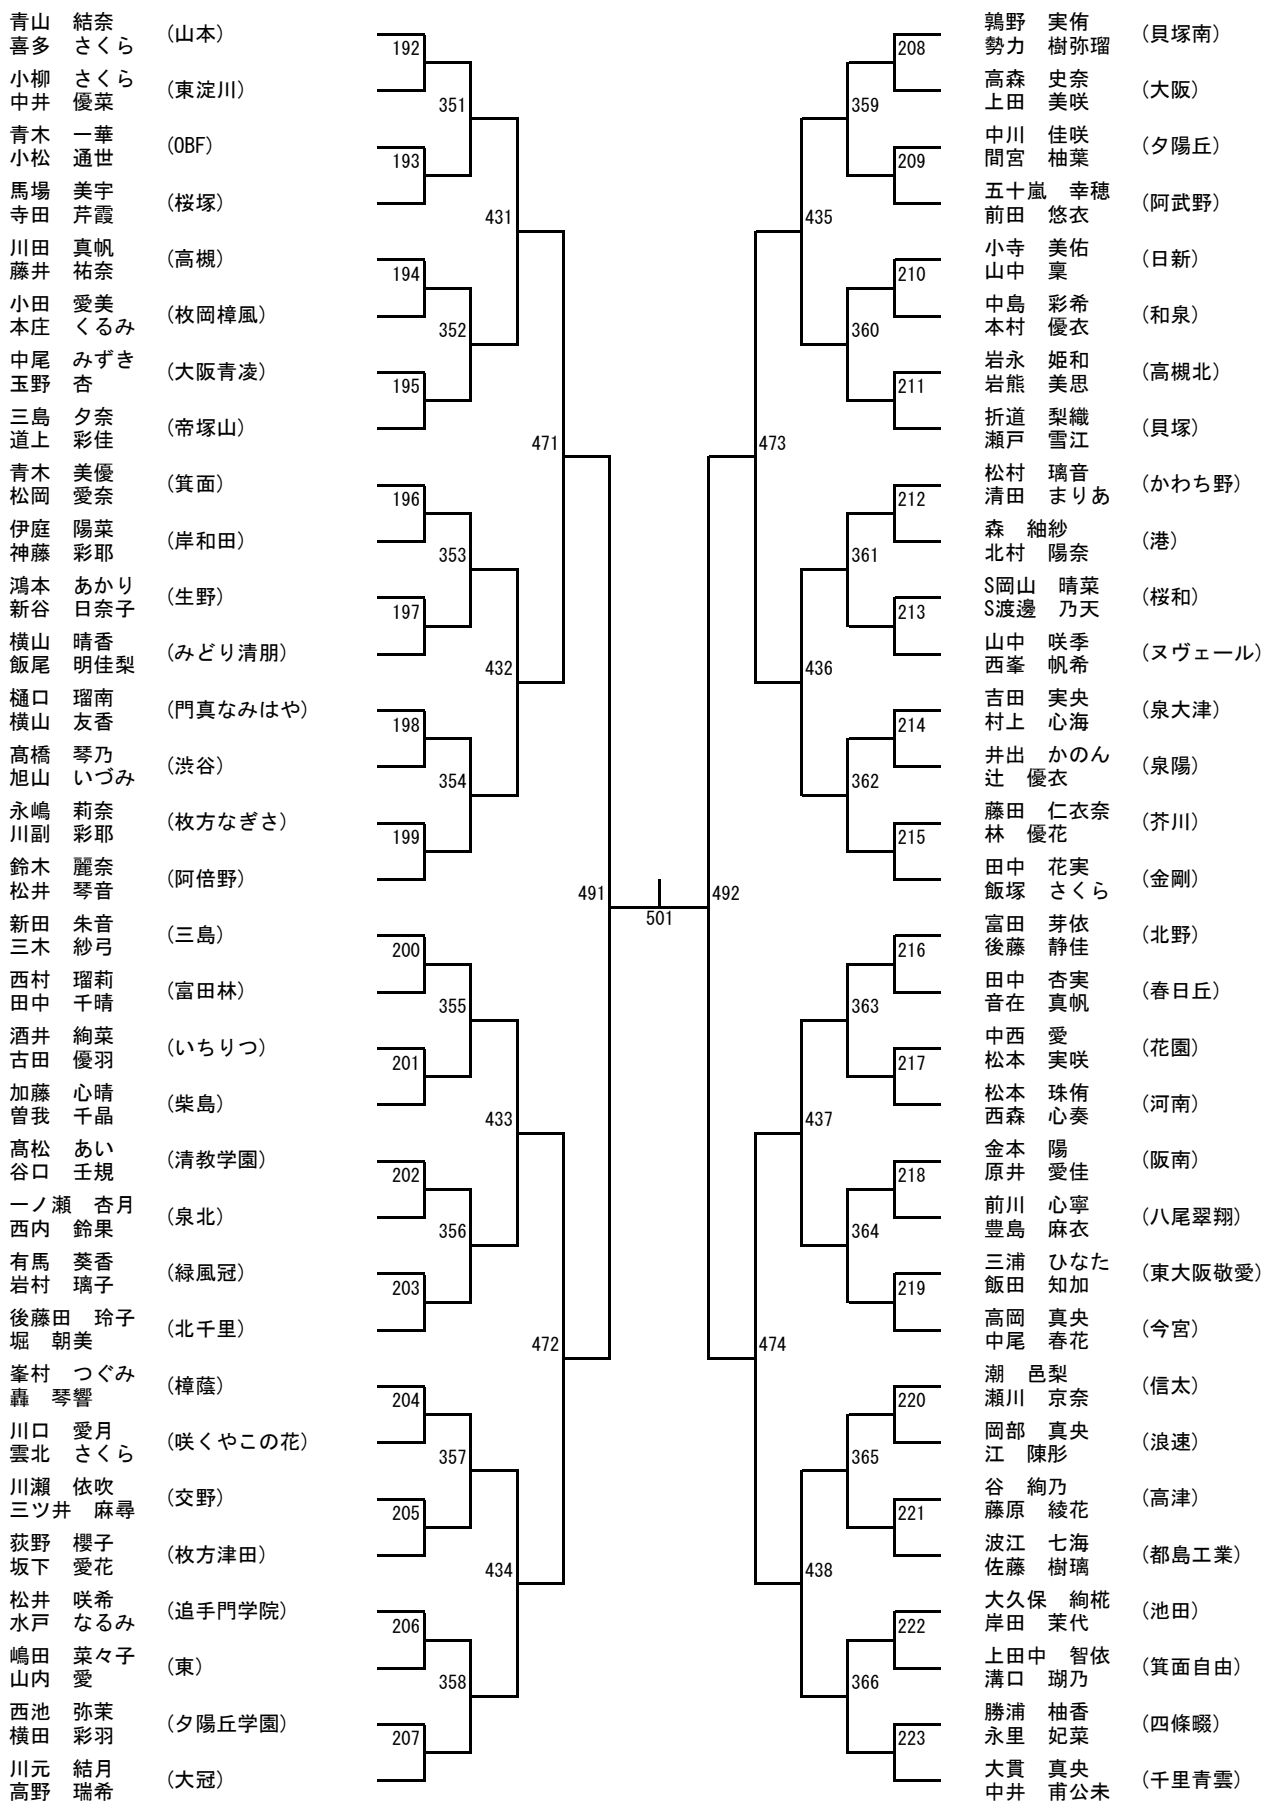 青山　結奈
喜多　さくら
(山本)
小柳　さくら
中井　優菜
(東淀川)
青木　一華
小松　通世
(OBF)
馬場　美宇
寺田　芹霞
(桜塚)
川田　真帆
藤井　祐奈
(高槻)
小田　愛美
本庄　くるみ
(枚岡樟風)
中尾　みずき
玉野　杏
(大阪青凌)
三島　夕奈
道上　彩佳
(帝塚山)
青木　美優
松岡　愛奈
(箕面)
伊庭　陽菜
神藤　彩耶
(岸和田)
鴻本　あかり
新谷　日奈子
(生野)
横山　晴香
飯尾　明佳梨
(みどり清朋)
樋口　瑠南
横山　友香
(門真なみはや)
髙橋　琴乃
旭山　いづみ
(渋谷)
永嶋　莉奈
川副　彩耶
(枚方なぎさ)
鈴木　麗奈
松井　琴音
(阿倍野)
新田　朱音
三木　紗弓
(三島)
西村　瑠莉
田中　千晴
(富田林)
酒井　絢菜
古田　優羽
(いちりつ)
加藤　心晴
曽我　千晶
(柴島)
髙松　あい
谷口　壬規
(清教学園)
一ノ瀬　杏月
西内　鈴果
(泉北)
有馬　葵香
岩村　璃子
(緑風冠)
後藤田　玲子
堀　朝美
(北千里)
峯村　つぐみ
轟　琴響
(樟蔭)
川口　愛月
雲北　さくら
(咲くやこの花)
川瀬　依吹
三ツ井　麻尋
(交野)
荻野　櫻子
坂下　愛花
(枚方津田)
松井　咲希
水戸　なるみ
(追手門学院)
嶋田　菜々子
山内　愛
(東)
西池　弥茉
横田　彩羽
(夕陽丘学園)
川元　結月
高野　瑞希
(大冠)
192
193
194
195
196
197
198
199
200
201
202
203
204
205
206
207
351
352
353
354
355
356
357
358
431
432
433
434
471
472
491
501
492
473
474
435
436
437
438
359
360
361
362
363
364
365
366
208
209
210
211
212
213
214
215
216
217
218
219
220
221
222
223
鶉野　実侑
勢力　樹弥瑠
(貝塚南)
高森　史奈
上田　美咲
(大阪)
中川　佳咲
間宮　柚葉
(夕陽丘)
五十嵐　幸穂
前田　悠衣
(阿武野)
小寺　美佑
山中　稟
(日新)
中島　彩希
本村　優衣
(和泉)
岩永　姫和
岩熊　美思
(高槻北)
折道　梨織
瀬戸　雪江
(貝塚)
松村　璃音
清田　まりあ
(かわち野)
森　紬紗
北村　陽奈
(港)
S岡山　晴菜
S渡邊　乃天
(桜和)
山中　咲季
西峯　帆希
(ヌヴェール)
吉田　実央
村上　心海
(泉大津)
井出　かのん
辻　優衣
(泉陽)
藤田　仁衣奈
林　優花
(芥川)
田中　花実
飯塚　さくら
(金剛)
富田　芽依
後藤　静佳
(北野)
田中　杏実
音在　真帆
(春日丘)
中西　愛
松本　実咲
(花園)
松本　珠侑
西森　心奏
(河南)
金本　陽
原井　愛佳
(阪南)
前川　心寧
豊島　麻衣
(八尾翠翔)
三浦　ひなた
飯田　知加
(東大阪敬愛)
高岡　真央
中尾　春花
(今宮)
潮　邑梨
瀬川　京奈
(信太)
岡部　真央
江　陳彤
(浪速)
谷　絢乃
藤原　綾花
(高津)
波江　七海
佐藤　樹璃
(都島工業)
大久保　絢椛
岸田　茉代
(池田)
上田中　智依
溝口　瑚乃
(箕面自由)
勝浦　柚香
永里　妃菜
(四條畷)
大貫　真央
中井　甫公未
(千里青雲)